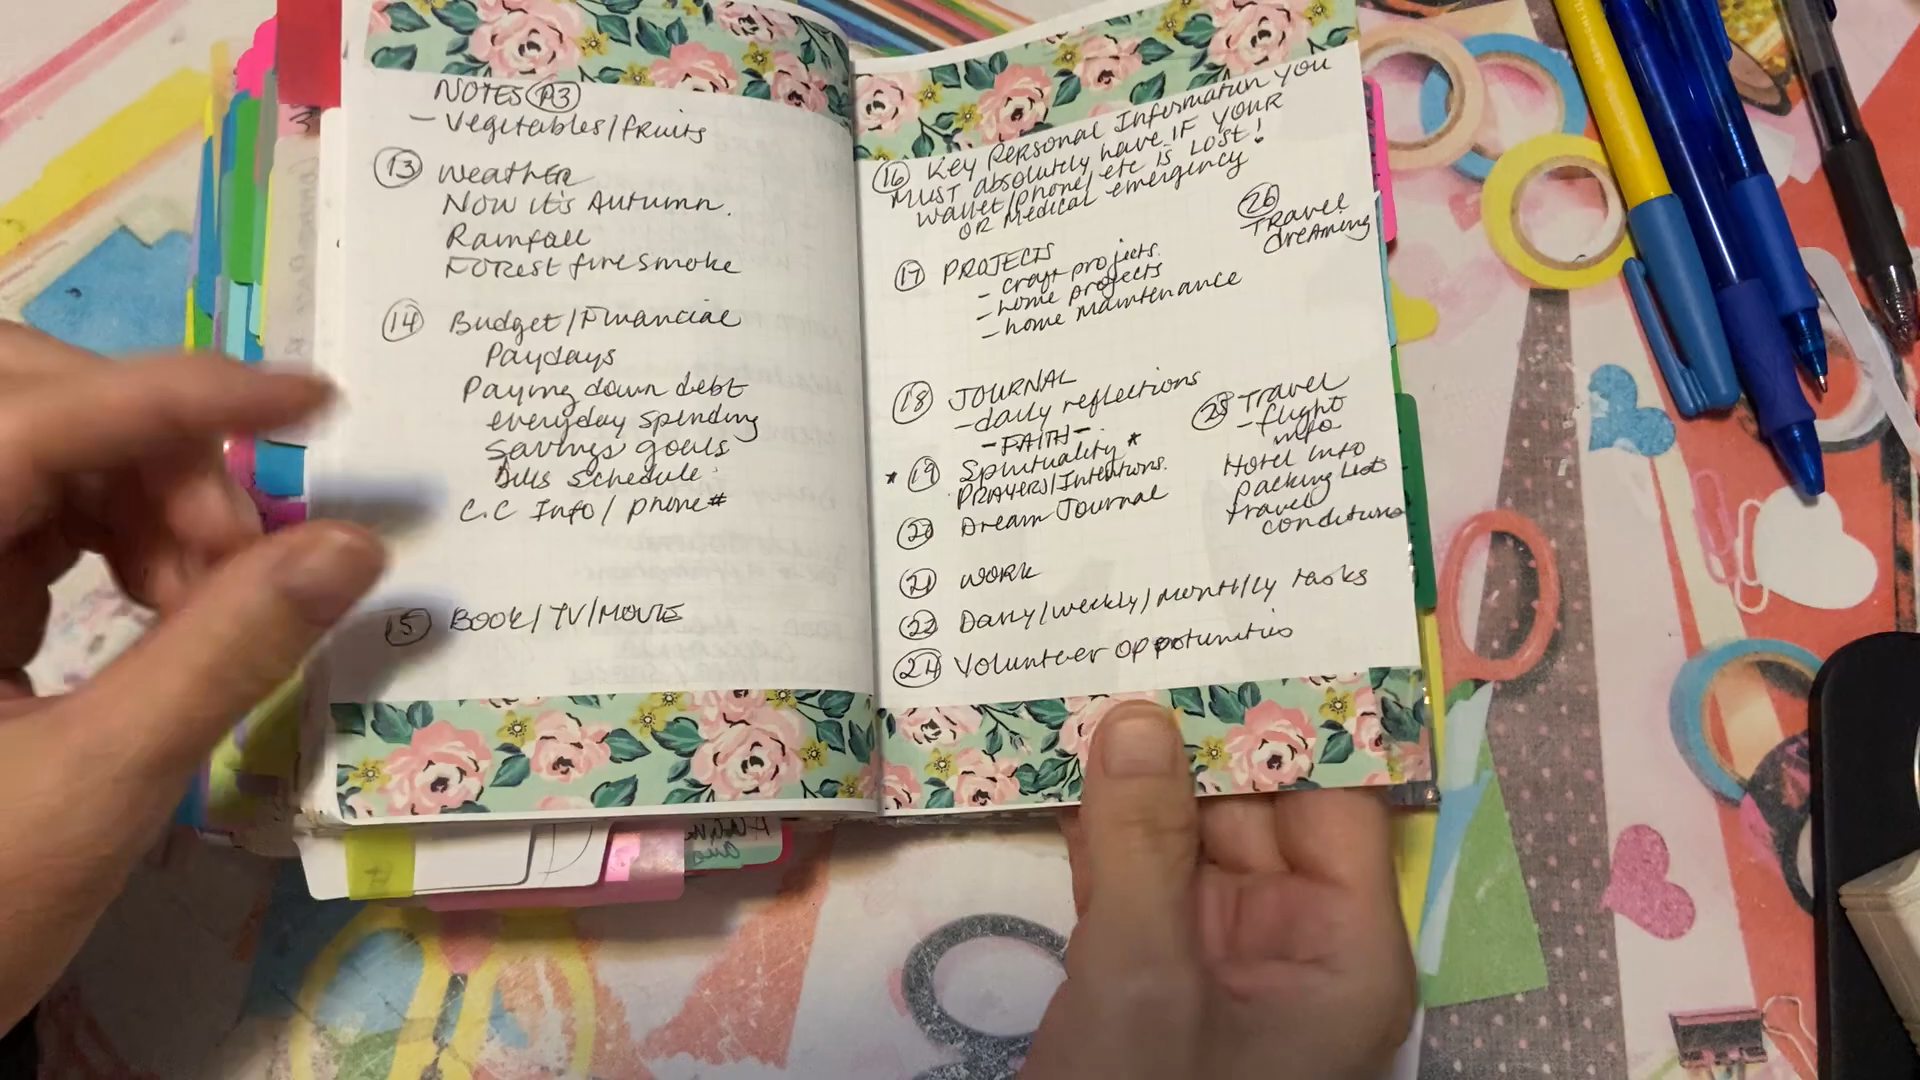 NOTES P3
- Vegetables/fruits
13 Weather
Now it's Autumn.
Rainfall
Forest fire smoke
14 Budget/Financial
Paydays
Paying down debt
everyday spending
Savings goals
Bills schedule
C.C Info/phone#
15 BOOK/TV/MOVIE
16 Key Personal Information you
MUST absolutely have IF YOUR
wallet/phone/etc IS LOST!
OR Medical emergency
26
Travel
dreaming
17 PROJECTS
- craft projects.
- home projects
- home maintenance
18 JOURNAL
- daily reflections
- FAITH -
* 19 Spirituality *
PRAYERS/Intentions.
20 Dream Journal
21 WORK
Daily/weekly/monthly tasks
24 Volunteer oppotunities
25 Travel
- flight
info
Hotel info
packing lists
travel
conditions